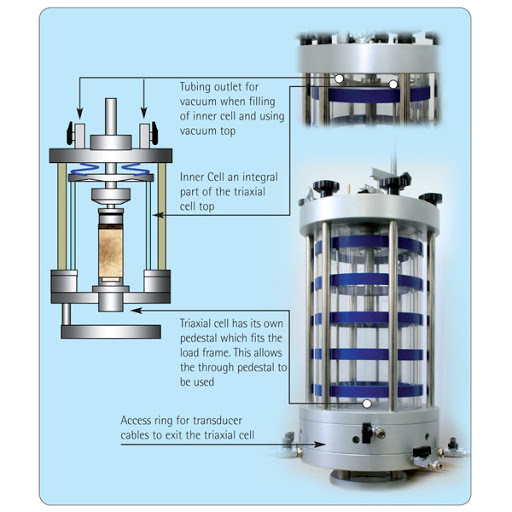 Tubing outlet for
vacuum when filling
of inner cell and using
vacuum top
Inner Cell an integral
part of the triaxial
cell top
Triaxial cell has its own
pedestal which fits the
load frame. This allows
the through pedestal to
be used
Access ring for transducer
cables to exit the triaxial cell